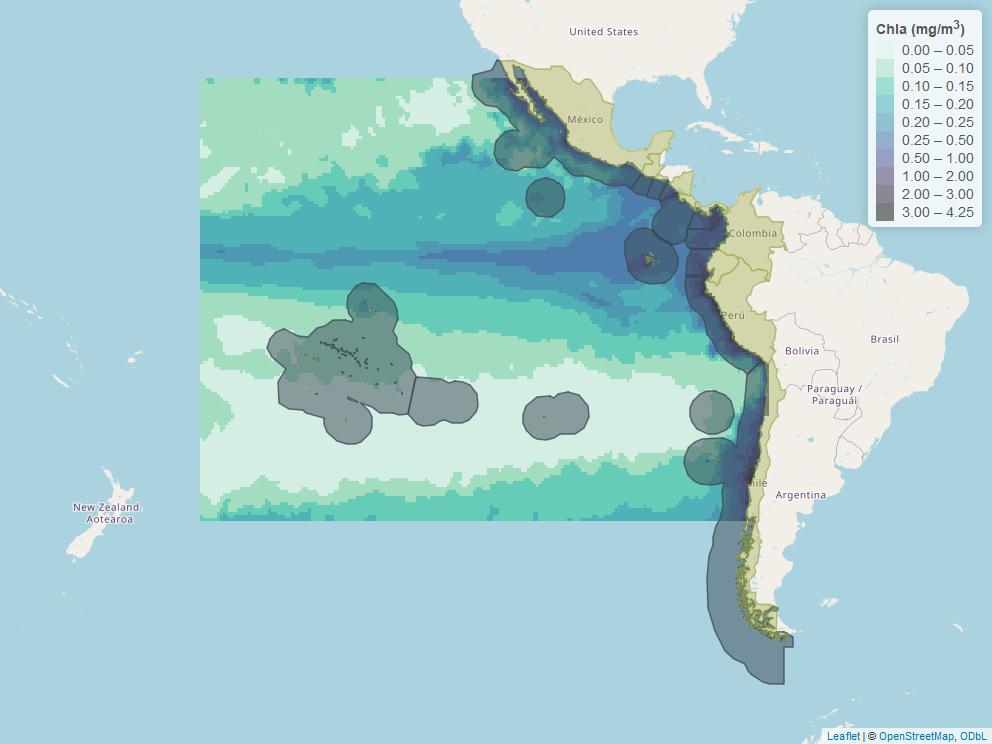 United States
México
Colombia
Perú
Brasil
Bolivia
Paraguay /
Paraguái
hile
Argentina
New Zealand
Aotearoa
Chla (mg/m³)
0.00 – 0.05
0.05 – 0.10
0.10 – 0.15
0.15 – 0.20
0.20 – 0.25
0.25 – 0.50
0.50 – 1.00
1.00 – 2.00
2.00 – 3.00
3.00 – 4.25
Leaflet | © OpenStreetMap, ODbL